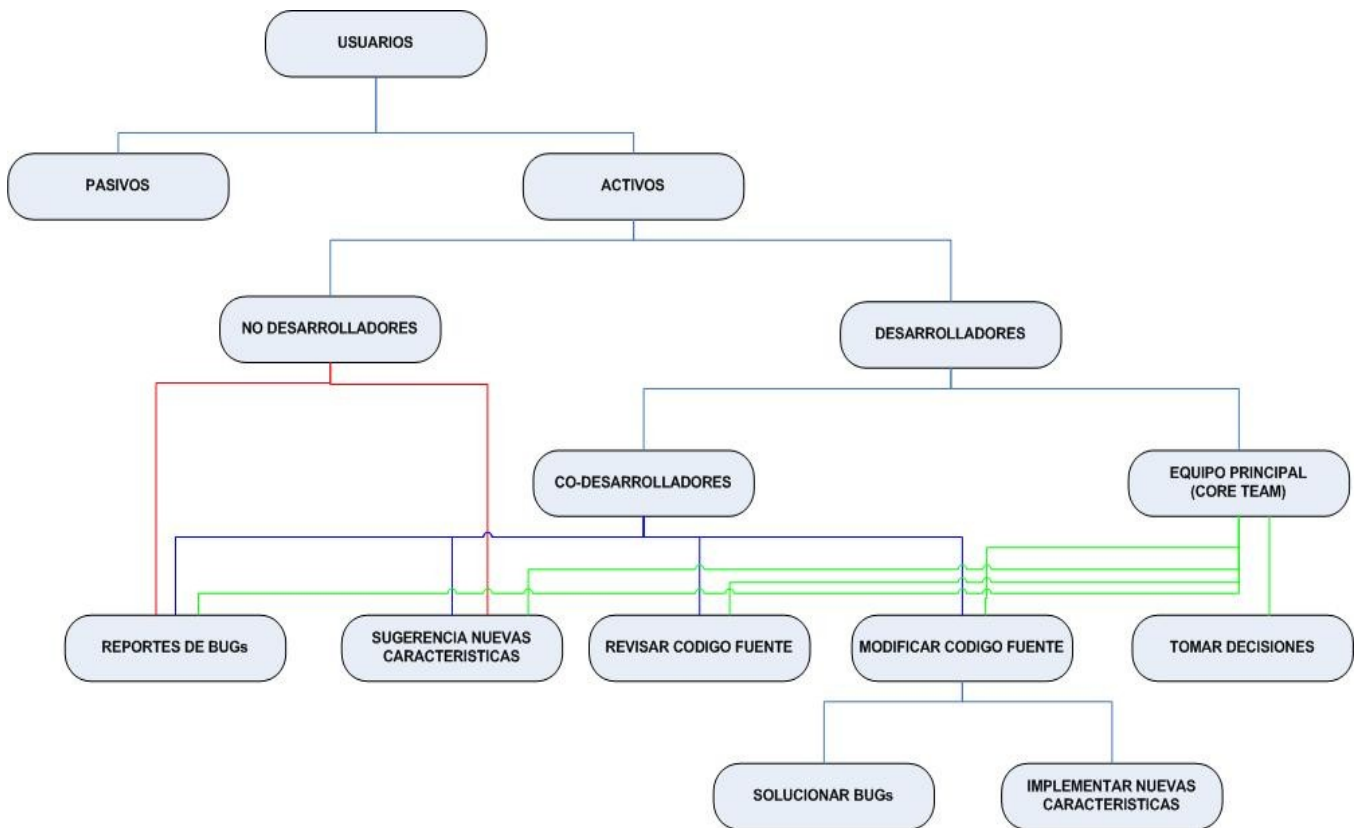 USUARIOS
PASIVOS
ACTIVOS
NO DESARROLLADORES
DESARROLLADORES
CO-DESARROLLADORES
EQUIPO PRINCIPAL
(CORE TEAM)
REPORTES DE BUGs
SUGERENCIA NUEVAS
CARACTERISTICAS
REVISAR CODIGO FUENTE
MODIFICAR CODIGO FUENTE
TOMAR DECISIONES
SOLUCIONAR BUGs
IMPLEMENTAR NUEVAS
CARACTERISTICAS